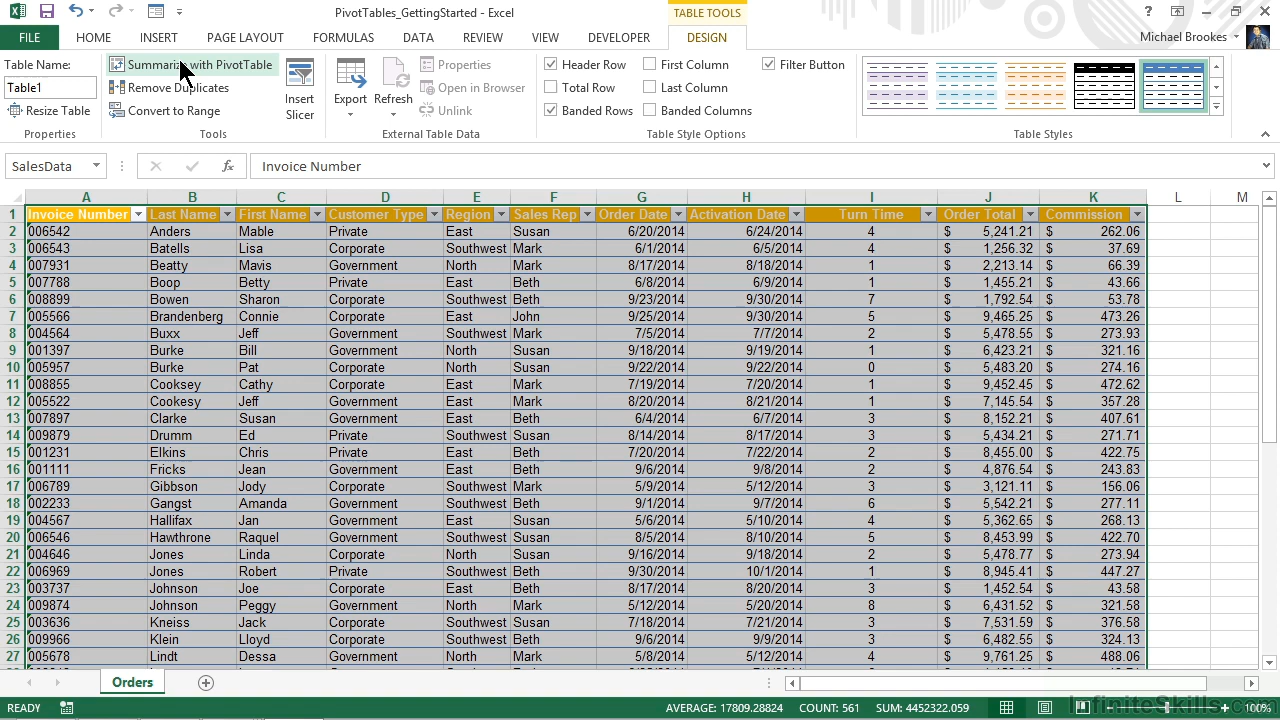 PivotTables_GettingStarted - Excel
TABLE TOOLS
FILE HOME INSERT PAGE LAYOUT FORMULAS DATA REVIEW VIEW DEVELOPER DESIGN Michael Brookes
Table Name:
Table1
Resize Table
Properties
Summarize with PivotTable
Remove Duplicates
Convert to Range
Tools
Insert
Slicer
Export
Refresh
Properties
Open in Browser
Unlink
External Table Data
Header Row First Column Filter Button
Total Row Last Column
Banded Rows Banded Columns
Table Style Options
Table Styles
SalesData Invoice Number
A B C D E F G H I J K L M
1 Invoice Number Last Name First Name Customer Type Region Sales Rep Order Date Activation Date Turn Time Order Total Commission
2 006542 Anders Mable Private East Susan 6/20/2014 6/24/2014 4 $ 5,241.21 $ 262.06
3 006543 Batells Lisa Corporate Southwest Mark 6/1/2014 6/5/2014 4 $ 1,256.32 $ 37.69
4 007931 Beatty Mavis Government North Mark 8/17/2014 8/18/2014 1 $ 2,213.14 $ 66.39
5 007788 Boop Betty Private East Beth 6/8/2014 6/9/2014 1 $ 1,455.21 $ 43.66
6 008899 Bowen Sharon Corporate Southwest Mark 9/23/2014 9/30/2014 7 $ 1,792.54 $ 53.78
7 005566 Brandenberg Connie Corporate East John 9/25/2014 9/30/2014 5 $ 9,465.25 $ 473.26
8 004564 Buxx Jeff Government Southwest Mark 7/5/2014 7/7/2014 2 $ 5,478.55 $ 273.93
9 001397 Burke Bill Government North Susan 9/18/2014 9/19/2014 1 $ 6,423.21 $ 321.16
10 005957 Burke Pat Corporate North Susan 9/22/2014 9/22/2014 0 $ 5,483.20 $ 274.16
11 008855 Cooksey Cathy Corporate East Mark 7/19/2014 7/20/2014 1 $ 9,452.45 $ 472.62
12 005522 Cookesy Jeff Government East Mark 8/20/2014 8/21/2014 1 $ 7,145.54 $ 357.28
13 007897 Clarke Susan Government East Beth 6/4/2014 6/7/2014 3 $ 8,152.21 $ 407.61
14 009879 Drumm Ed Private Southwest Susan 8/14/2014 8/17/2014 3 $ 5,434.21 $ 271.71
15 001231 Elkins Chris Private East Beth 7/20/2014 7/22/2014 2 $ 8,455.00 $ 422.75
16 001111 Fricks Jean Government East Beth 9/6/2014 9/8/2014 2 $ 4,876.54 $ 243.83
17 006789 Gibbson Jody Corporate Southwest Mark 5/9/2014 5/12/2014 3 $ 3,121.11 $ 156.06
18 002233 Gangst Amanda Government Southwest Beth 9/1/2014 9/7/2014 6 $ 5,542.21 $ 277.11
19 004567 Hallifax Jan Government East Susan 5/6/2014 5/10/2014 4 $ 5,362.65 $ 268.13
20 006546 Hawthrone Raquel Government Southwest Susan 8/5/2014 8/10/2014 5 $ 8,453.99 $ 422.70
21 004646 Jones Linda Corporate North Susan 9/16/2014 9/18/2014 2 $ 5,478.77 $ 273.94
22 006969 Jones Robert Private Southwest Susan 9/30/2014 10/1/2014 1 $ 8,945.41 $ 447.27
23 003737 Johnson Joe Corporate East Beth 8/17/2014 8/20/2014 3 $ 1,452.54 $ 43.58
24 009874 Johnson Peggy Government North Mark 5/12/2014 5/20/2014 8 $ 6,431.52 $ 321.58
25 003636 Kneiss Jack Corporate Southwest Susan 7/18/2014 7/21/2014 3 $ 7,531.59 $ 376.58
26 009966 Klein Lloyd Corporate Southwest Beth 9/6/2014 9/9/2014 3 $ 6,482.55 $ 324.13
27 005678 Lindt Dessa Government North Mark 5/8/2014 5/12/2014 4 $ 9,761.25 $ 488.06
Orders
READY AVERAGE: 17809.28824 COUNT: 561 SUM: 4452322.059 100%
InfiniteSkills.com